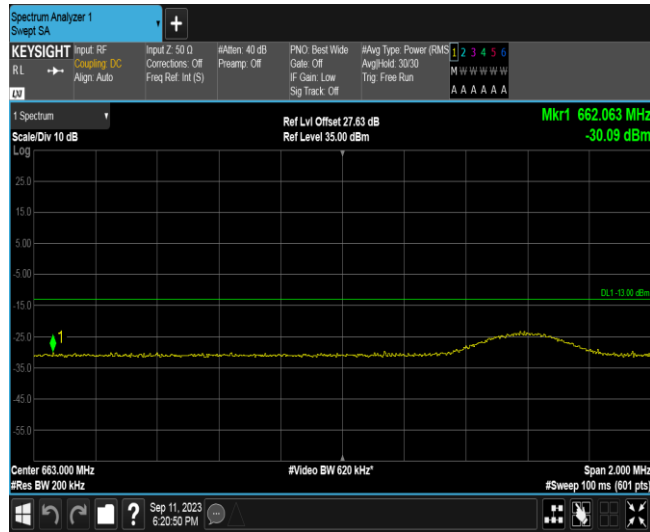 Spectrum Analyzer 1
Swept SA
+
KEYSIGHT
RL
LXI
Input: RF
Coupling: DC
Align: Auto
Input Z: 50 Ω
Corrections: Off
Freq Ref: Int (S)
#Atten: 40 dB
Preamp: Off
PNO: Best Wide
Gate: Off
IF Gain: Low
Sig Track: Off
#Avg Type: Power (RMS
Avg|Hold: 30/30
Trig: Free Run
1 2 3 4 5 6
M W W W W W
A A A A A A
1 Spectrum
Scale/Div 10 dB
Log
Ref Lvl Offset 27.63 dB
Ref Level 35.00 dBm
Mkr1 662.063 MHz
-30.09 dBm
25.0
15.0
5.00
-5.00
DL1 -13.00 dBm
-15.0
1
-25.0
-35.0
-45.0
-55.0
Center 663.000 MHz
#Res BW 200 kHz
#Video BW 620 kHz*
Span 2.000 MHz
#Sweep 100 ms (601 pts)
?
Sep 11, 2023
6:20:50 PM